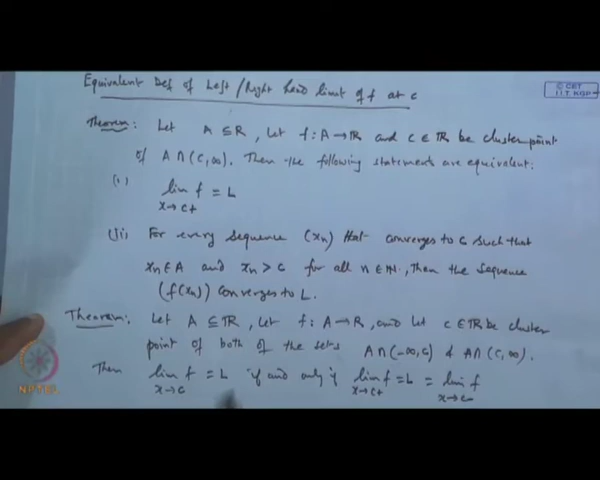 Equivalent Def of Left/Right hand limit of f at c
© CET
I.I.T. KGP
Theorem: Let A ⊆ R, Let f: A → R and c ∈ R be cluster point
of A ∩ (c, ∞). Then the following statements are equivalent:
(i) lim f = L
x → c+
(ii) For every sequence (xn) that converges to c such that
xn ∈ A and xn > c for all n ∈ N, Then the sequence
(f(xn)) converges to L.
Theorem: Let A ⊆ R, Let f: A → R, and let c ∈ R be cluster
point of both of the sets A ∩ (-∞, c) & A ∩ (c, ∞).
Then lim f = L if and only if lim f = L = lim f
x → c x → c+ x → c-
NPTEL